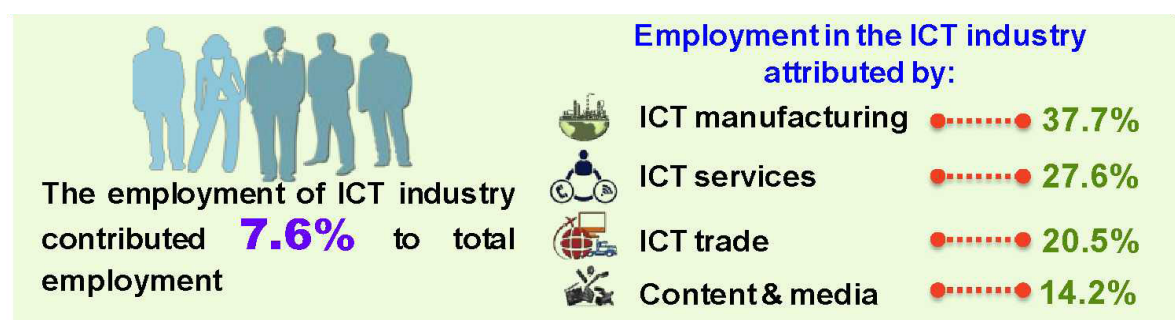 The employment of ICT industry
contributed 7.6% to total
employment
Employment in the ICT industry
attributed by:
ICT manufacturing 37.7%
ICT services 27.6%
ICT trade 20.5%
Content & media 14.2%